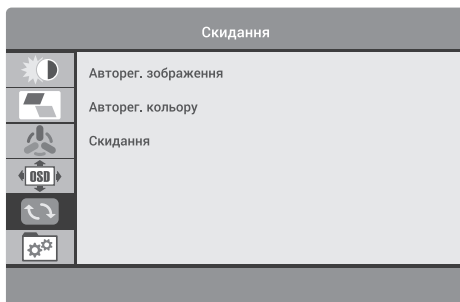 Скидання
Авторег. зображення
Авторег. кольору
Скидання
OSD